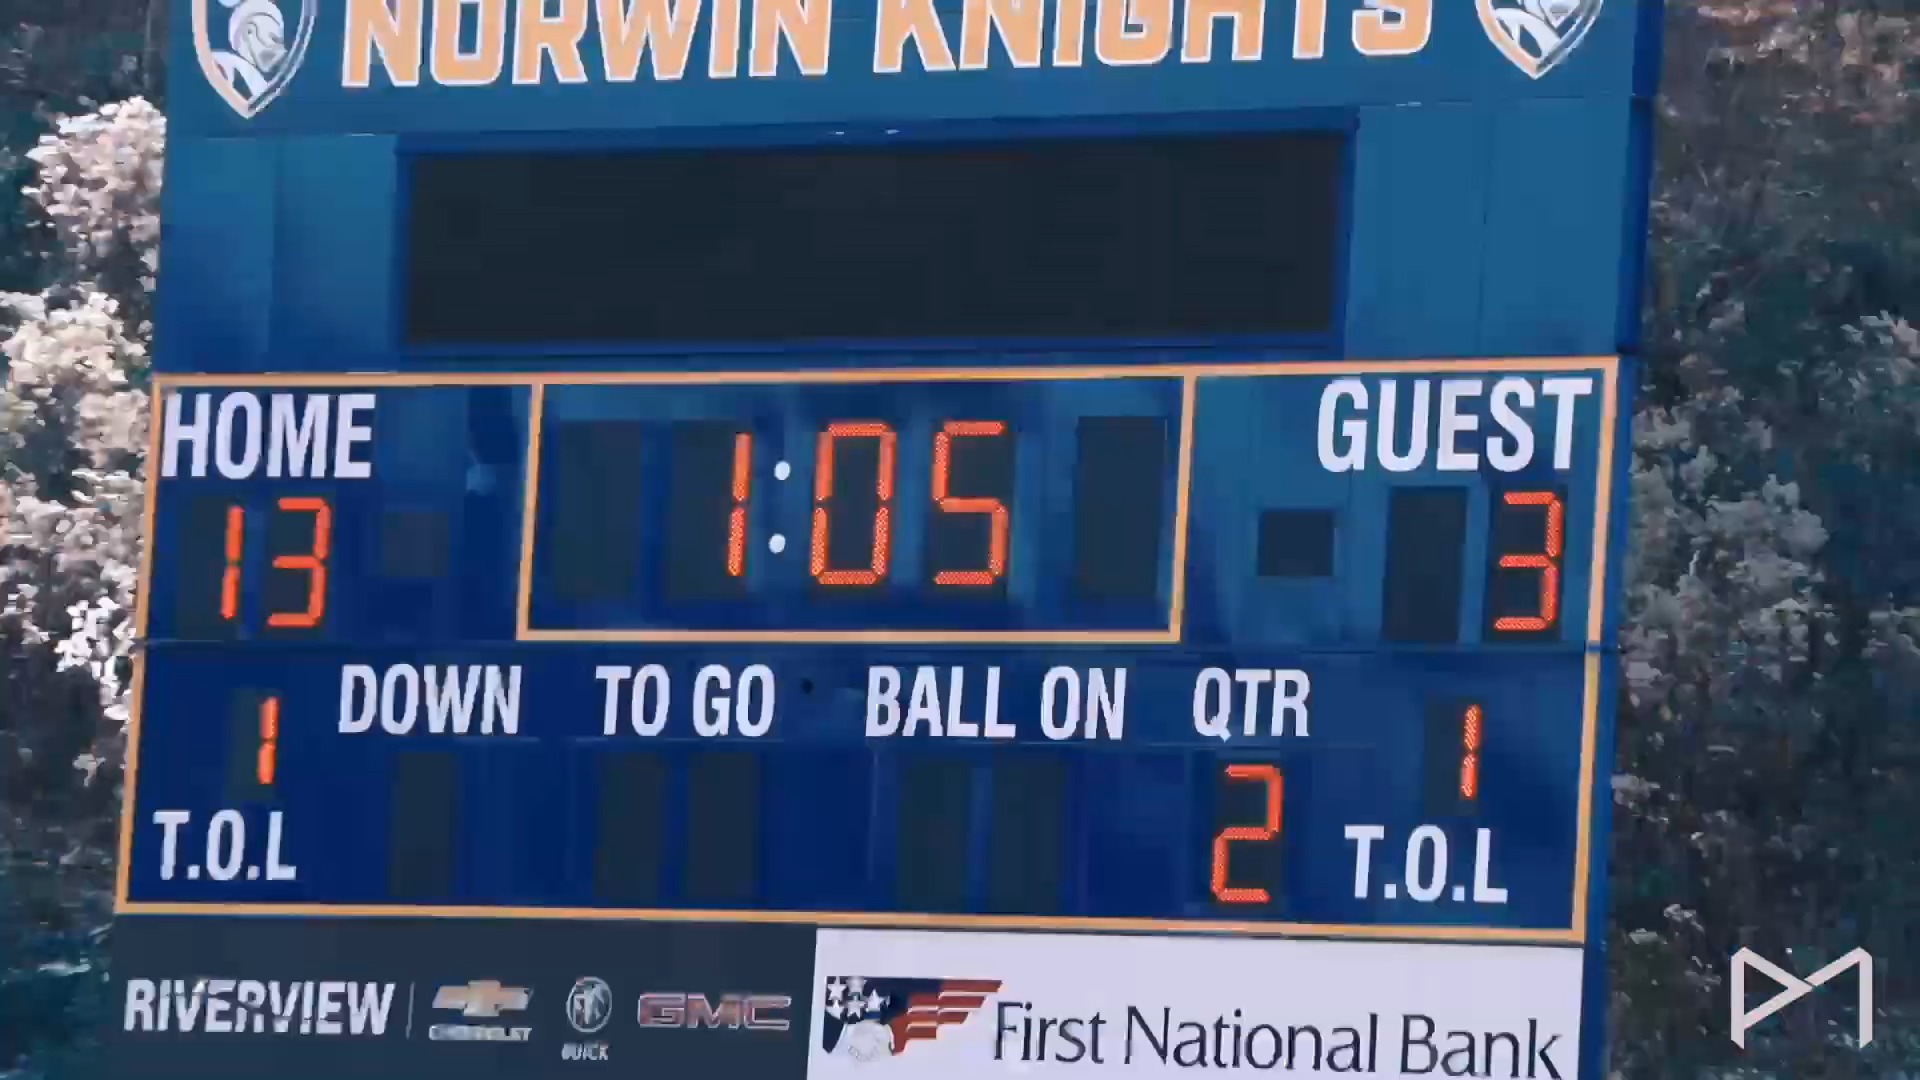 NORWIN KNIGHTS
HOME
1:05
GUEST
13
3
DOWN TO GO BALL ON QTR
1
1
2
T.O.L
T.O.L
RIVERVIEW
CHEVROLET
BUICK
GMC
First National Bank